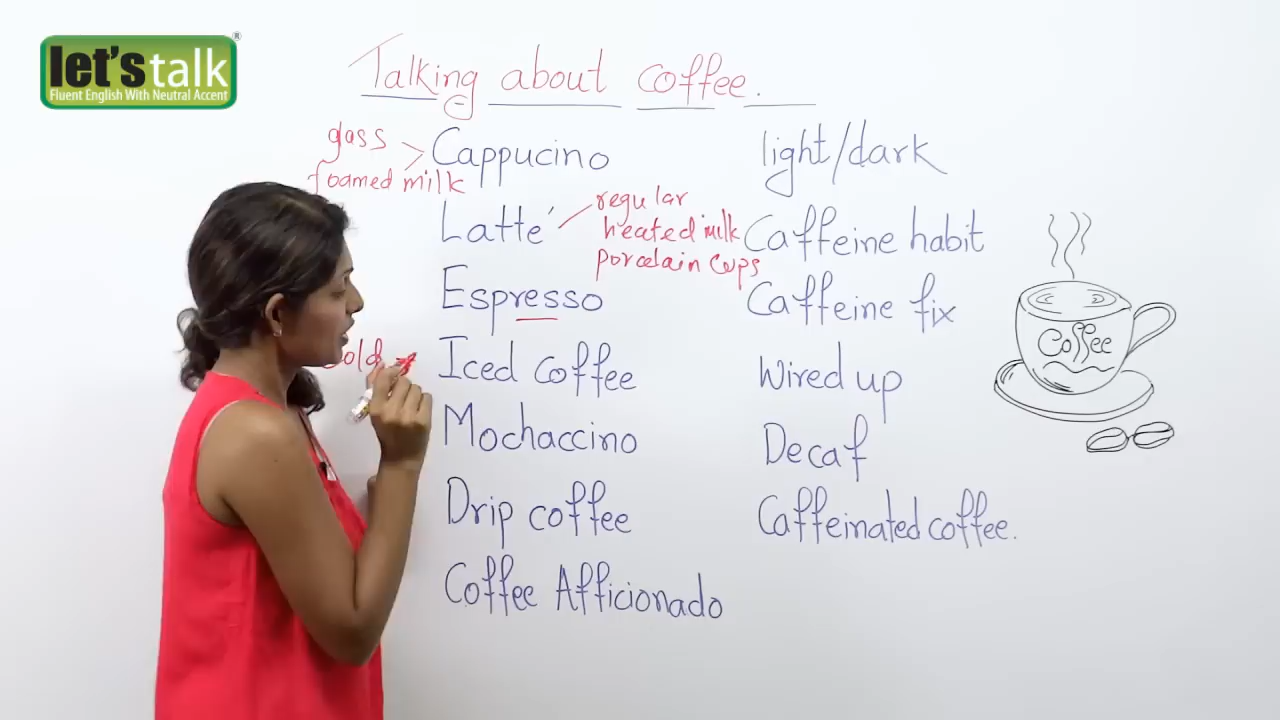 let's talk
®
Fluent English With Neutral Accent
Talking about coffee.
gass
foamed milk
Cappucino
Latté
regular
heated milk
porcelain cups
Espresso
Iced coffee
Mochaccino
Drip coffee
Coffee Afficionado
light/dark
Caffeine habit
Caffeine fix
Wired up
Decaf
Caffeinated coffee.
Coffee